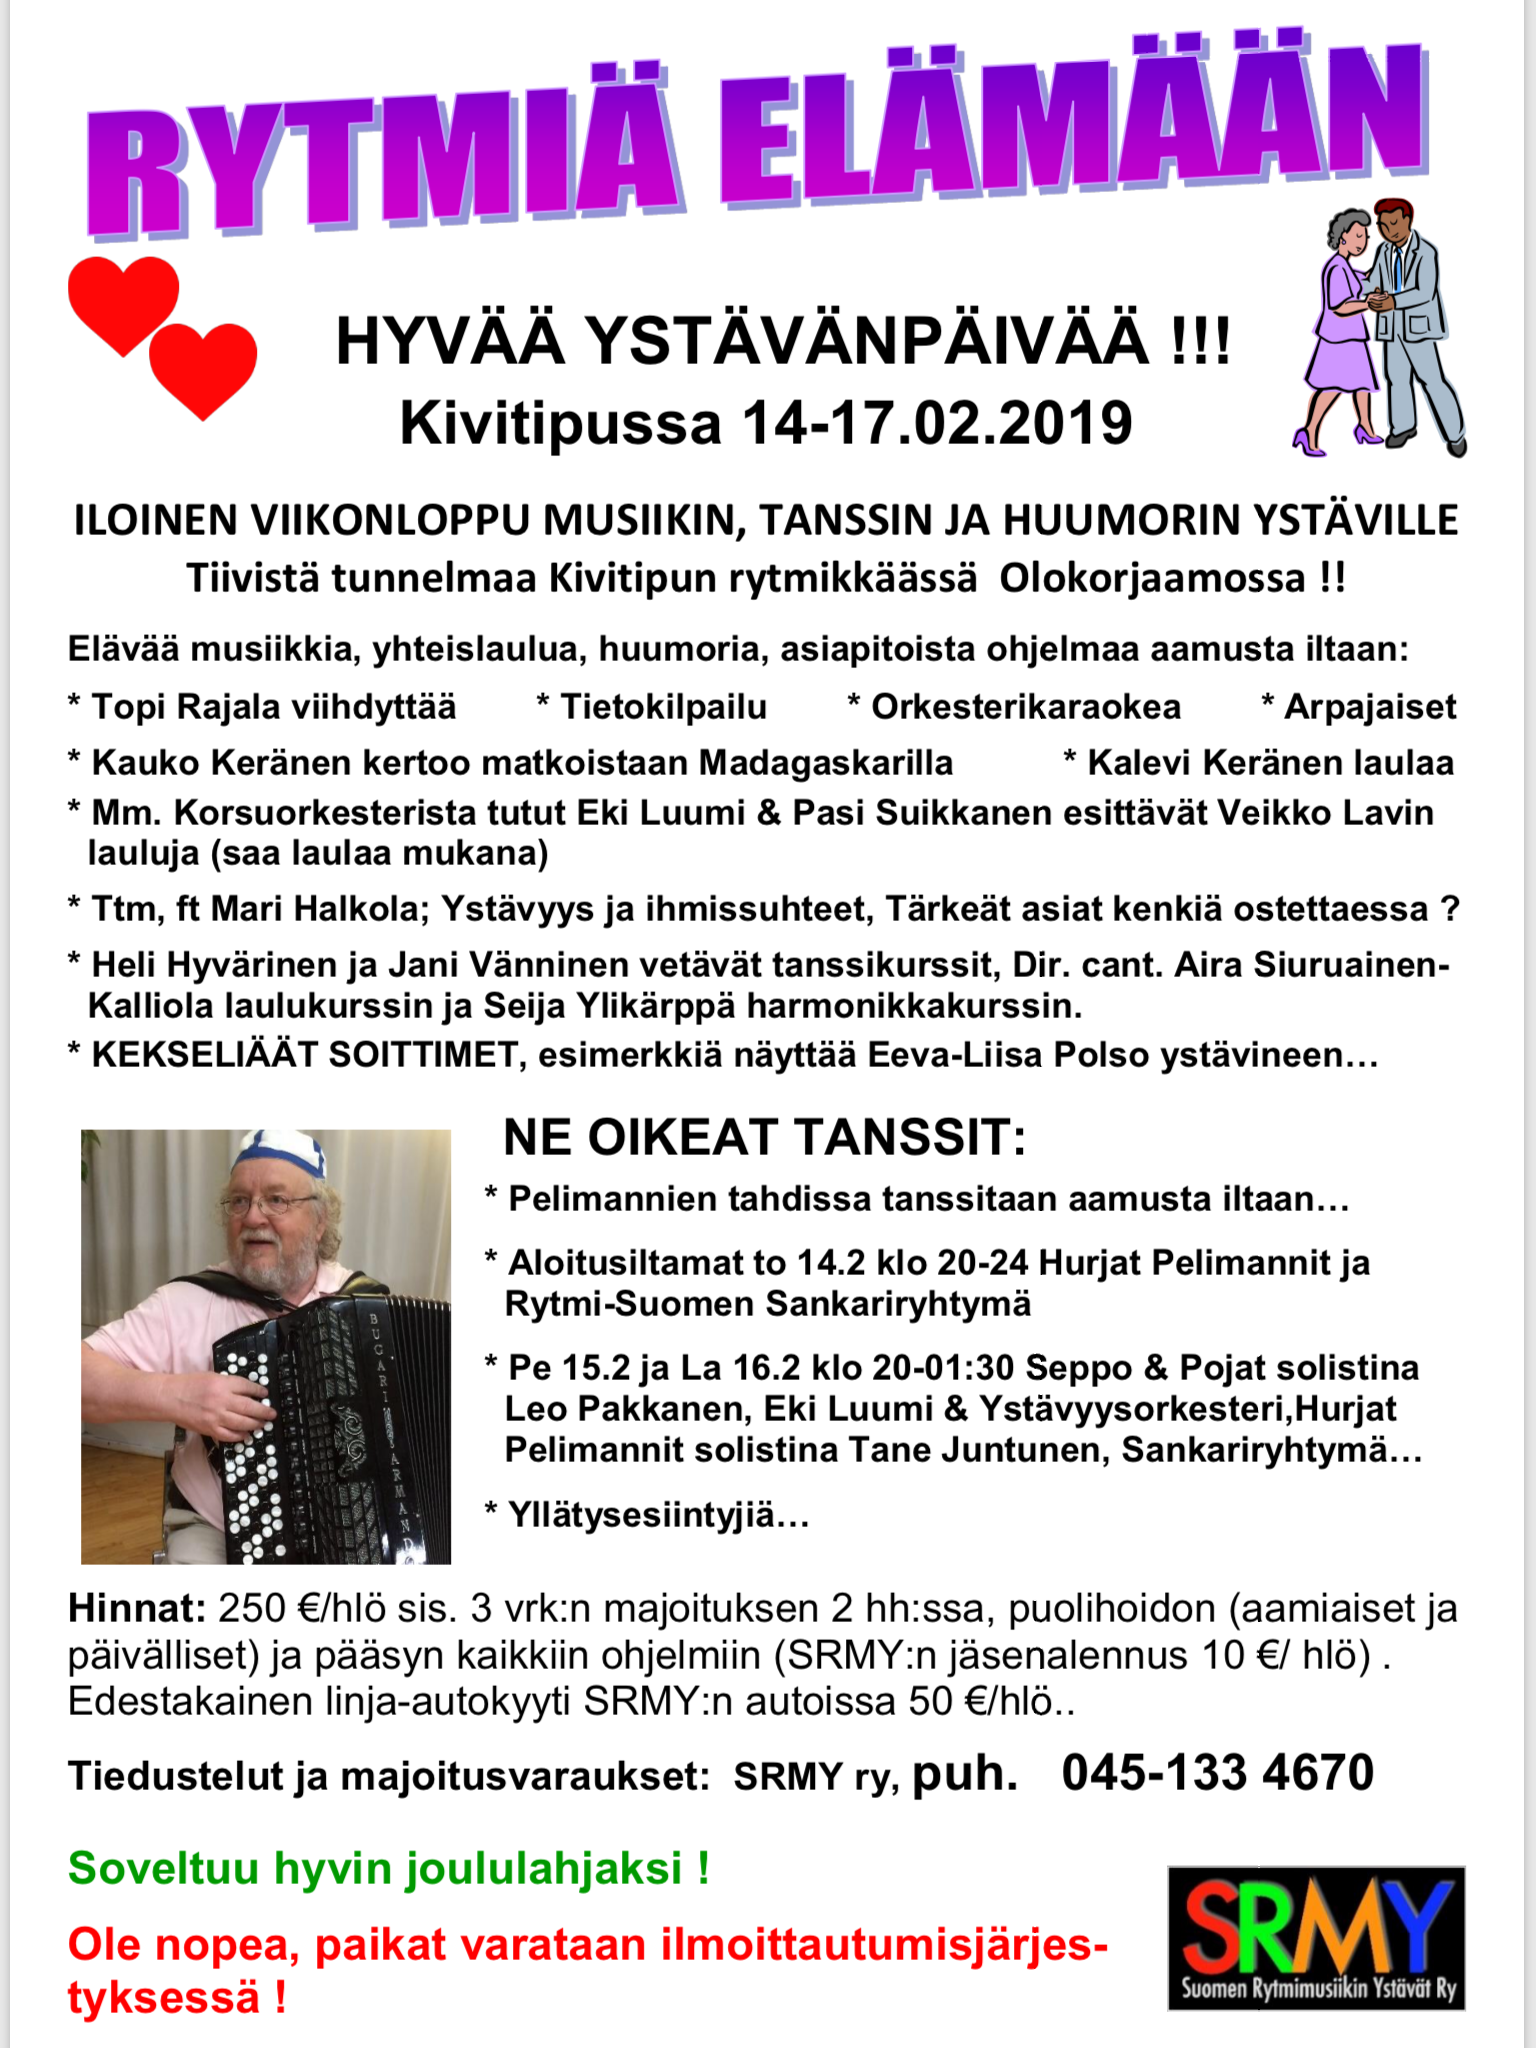 RYTMIÄ ELÄMÄÄN
HYVÄÄ YSTÄVÄNPÄIVÄÄ !!!
Kivitipussa 14-17.02.2019
ILOINEN VIIKONLOPPU MUSIIKIN, TANSSIN JA HUUMORIN YSTÄVILLE
Tiivistä tunnelmaa Kivitipun rytmikkäässä Olokorjaamossa !!
Elävää musiikkia, yhteislaulua, huumoria, asiapitoista ohjelmaa aamusta iltaan:
* Topi Rajala viihdyttää * Tietokilpailu * Orkesterikaraokea * Arpajaiset
* Kauko Keränen kertoo matkoistaan Madagaskarilla * Kalevi Keränen laulaa
* Mm. Korsuorkesterista tutut Eki Luumi & Pasi Suikkanen esittävät Veikko Lavin
lauluja (saa laulaa mukana)
* Ttm, ft Mari Halkola; Ystävyys ja ihmissuhteet, Tärkeät asiat kenkiä ostettaessa ?
* Heli Hyvärinen ja Jani Vänninen vetävät tanssikurssit, Dir. cant. Aira Siuruainen-
Kalliola laulukurssin ja Seija Ylikärppä harmonikkakurssin.
* KEKSELIÄÄT SOITTIMET, esimerkkiä näyttää Eeva-Liisa Polso ystävineen…
NE OIKEAT TANSSIT:
* Pelimannien tahdissa tanssitaan aamusta iltaan…
* Aloitusiltamat to 14.2 klo 20-24 Hurjat Pelimannit ja
Rytmi-Suomen Sankariryhtymä
* Pe 15.2 ja La 16.2 klo 20-01:30 Seppo & Pojat solistina
Leo Pakkanen, Eki Luumi & Ystävyysorkesteri,Hurjat
Pelimannit solistina Tane Juntunen, Sankariryhtymä…
* Yllätysesiintyjiä…
BUGARI ARMANDO
Hinnat: 250 €/hlö sis. 3 vrk:n majoituksen 2 hh:ssa, puolihoidon (aamiaiset ja
päivälliset) ja pääsyn kaikkiin ohjelmiin (SRMY:n jäsenalennus 10 €/ hlö) .
Edestakainen linja-autokyyti SRMY:n autoissa 50 €/hlö..
Tiedustelut ja majoitusvaraukset: SRMY ry, puh. 045-133 4670
Soveltuu hyvin joululahjaksi !
Ole nopea, paikat varataan ilmoittautumisjärjes-
tyksessä !
SRMY
Suomen Rytmimusiikin Ystävät Ry